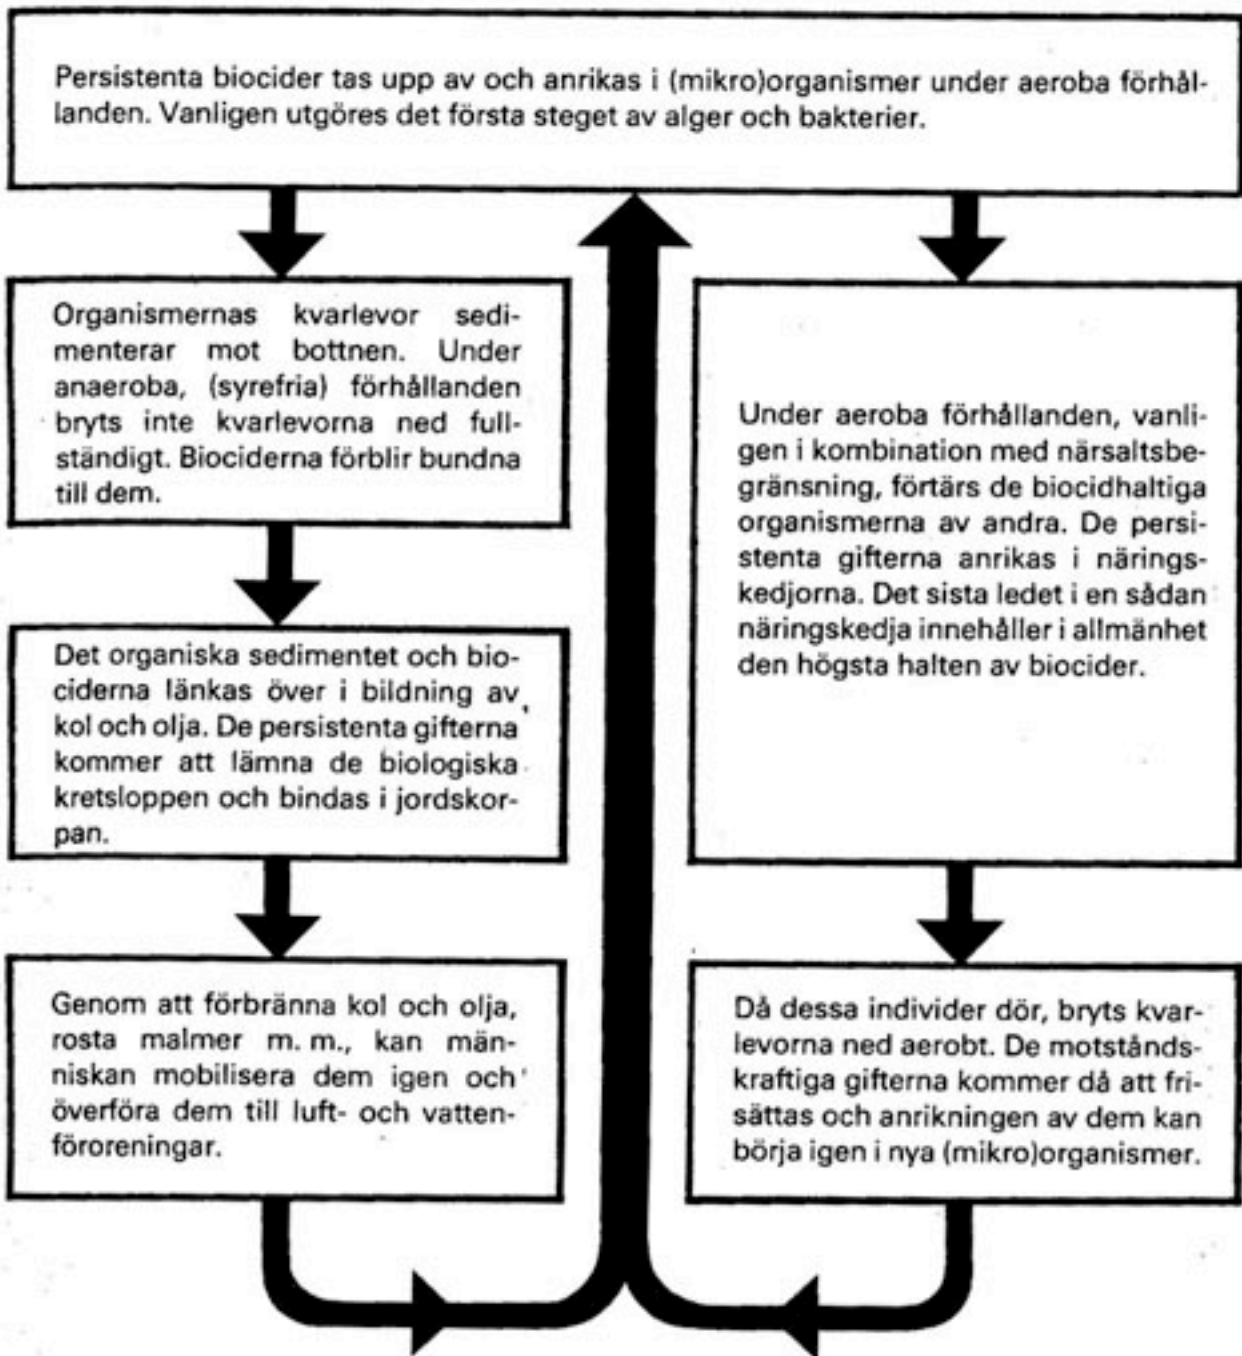 Persistenta biocider tas upp av och anrikas i (mikro)organismer under aeroba förhål-
landen. Vanligen utgöres det första steget av alger och bakterier.
Organismernas kvarlevor sedi-
menterar mot bottnen. Under
anaeroba, (syrefria) förhållanden
bryts inte kvarlevorna ned full-
ständigt. Biociderna förblir bundna
till dem.
Det organiska sedimentet och bio-
ciderna länkas över i bildning av
kol och olja. De persistenta gifterna
kommer att lämna de biologiska
kretsloppen och bindas i jordskor-
pan.
Genom att förbränna kol och olja,
rosta malmer m. m., kan män-
niskan mobilisera dem igen och
överföra dem till luft- och vatten-
föroreningar.
Under aeroba förhållanden, vanli-
gen i kombination med närsaltsbe-
gränsning, förtärs de biocidhaltiga
organismerna av andra. De persi-
stenta gifterna anrikas i närings-
kedjorna. Det sista ledet i en sådan
näringskedja innehåller i allmänhet
den högsta halten av biocider.
Då dessa individer dör, bryts kvar-
levorna ned aerobt. De motstånds-
kraftiga gifterna kommer då att fri-
sättas och anrikningen av dem kan
börja igen i nya (mikro)organismer.